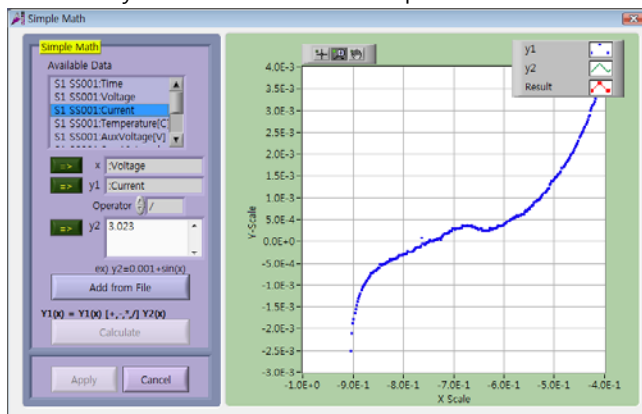 Simple Math
Simple Math
Available Data
S1 SS001:Time
S1 SS001:Voltage
S1 SS001:Current
S1 SS001:Temperature[C]
S1 SS001:AuxVoltage[V]
=> x :Voltage
=> y1 :Current
Operator /
=> y2 3.023
ex) y2=0.001+sin(x)
Add from File
Y1(x) = Y1(x) [+,-,*,/] Y2(x)
Calculate
Apply Cancel
y1
y2
Result
4.0E-3
3.5E-3
3.0E-3
2.5E-3
2.0E-3
1.5E-3
1.0E-3
5.0E-4
0.0E+0
-5.0E-4
-1.0E-3
-1.5E-3
-2.0E-3
-2.5E-3
-3.0E-3
Y-Scale
-1.0E+0 -9.0E-1 -8.0E-1 -7.0E-1 -6.0E-1 -5.0E-1 -4.0E-1
X Scale